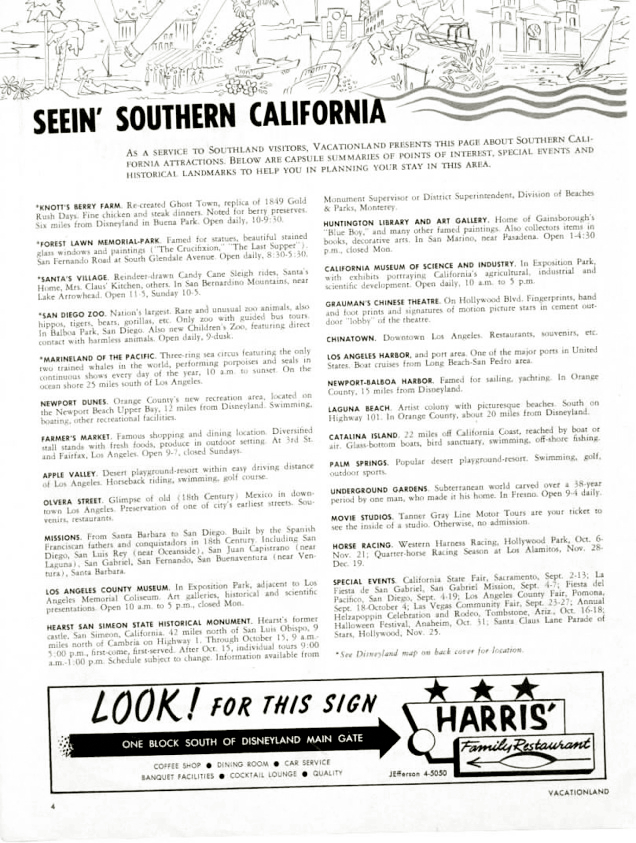 SEEIN' SOUTHERN CALIFORNIA
AS A SERVICE TO SOUTHLAND VISITORS, VACATIONLAND PRESENTS THIS PAGE ABOUT SOUTHERN CALI-
FORNIA ATTRACTIONS. BELOW ARE CAPSULE SUMMARIES OF POINTS OF INTEREST, SPECIAL EVENTS AND
HISTORICAL LANDMARKS TO HELP YOU IN PLANNING YOUR STAY IN THIS AREA.
*KNOTT'S BERRY FARM. Re-created Ghost Town, replica of 1849 Gold
Rush Days. Fine chicken and steak dinners. Noted for berry preserves.
Six miles from Disneyland in Buena Park. Open daily, 10-9:30.
*FOREST LAWN MEMORIAL-PARK. Famed for statues, beautiful stained
glass windows and paintings ("The Crucifixion," "The Last Supper").
San Fernando Road at South Glendale Avenue. Open daily, 8:30-5:30.
*SANTA'S VILLAGE. Reindeer-drawn Candy Cane Sleigh rides, Santa's
Home, Mrs. Claus' Kitchen, others. In San Bernardino Mountains, near
Lake Arrowhead. Open 11-5, Sunday 10-5.
*SAN DIEGO ZOO. Nation's largest. Rare and unusual zoo animals, also
hippos, tigers, bears, gorillas, etc. Only zoo with guided bus tours.
In Balboa Park, San Diego. Also new Children's Zoo, featuring direct
contact with harmless animals. Open daily, 9-dusk.
*MARINELAND OF THE PACIFIC. Three-ring sea circus featuring the only
two trained whales in the world, performing porpoises and seals in
continuous shows every day of the year, 10 a.m. to sunset. On the
ocean shore 25 miles south of Los Angeles.
NEWPORT DUNES. Orange County's new recreation area, located on
the Newport Beach Upper Bay, 12 miles from Disneyland. Swimming,
boating, other recreational facilities.
FARMER'S MARKET. Famous shopping and dining location. Diversified
stall stands with fresh foods, produce in outdoor setting. At 3rd St.
and Fairfax, Los Angeles. Open 9-7, closed Sundays.
APPLE VALLEY. Desert playground-resort within easy driving distance
of Los Angeles. Horseback riding, swimming, golf course.
OLVERA STREET. Glimpse of old (18th Century) Mexico in down-
town Los Angeles. Preservation of one of city's earliest streets. Sou-
venirs, restaurants.
MISSIONS. From Santa Barbara to San Diego. Built by the Spanish
Franciscan fathers and conquistadors in 18th Century. Including San
Diego, San Luis Rey (near Oceanside), San Juan Capistrano (near
Laguna), San Gabriel, San Fernando, San Buenaventura (near Ven-
tura), Santa Barbara.
LOS ANGELES COUNTY MUSEUM. In Exposition Park, adjacent to Los
Angeles Memorial Coliseum. Art galleries, historical and scientific
presentations. Open 10 a.m. to 5 p.m., closed Mon.
HEARST SAN SIMEON STATE HISTORICAL MONUMENT. Hearst's former
castle, San Simeon, California. 42 miles north of San Luis Obispo, 9
miles north of Cambria on Highway 1. Through October 15, 9 a.m.-
5:00 p.m., first-come, first-served. After Oct. 15, individual tours 9:00
a.m.-1:00 p.m. Schedule subject to change. Information available from
Monument Supervisor or District Superintendent, Division of Beaches
& Parks, Monterey.
HUNTINGTON LIBRARY AND ART GALLERY. Home of Gainsborough's
"Blue Boy," and many other famed paintings. Also collectors items in
books, decorative arts. In San Marino, near Pasadena. Open 1-4:30
p.m., closed Mon.
CALIFORNIA MUSEUM OF SCIENCE AND INDUSTRY. In Exposition Park,
with exhibits portraying California's agricultural, industrial and
scientific development. Open daily, 10 a.m. to 5 p.m.
GRAUMAN'S CHINESE THEATRE. On Hollywood Blvd. Fingerprints, hand
and foot prints and signatures of motion picture stars in cement out-
door "lobby" of the theatre.
CHINATOWN. Downtown Los Angeles. Restaurants, souvenirs, etc.
LOS ANGELES HARBOR, and port area. One of the major ports in United
States. Boat cruises from Long Beach-San Pedro area.
NEWPORT-BALBOA HARBOR. Famed for sailing, yachting. In Orange
County, 15 miles from Disneyland.
LAGUNA BEACH. Artist colony with picturesque beaches. South on
Highway 101. In Orange County, about 20 miles from Disneyland.
CATALINA ISLAND. 22 miles off California Coast, reached by boat or
air. Glass-bottom boats, bird sanctuary, swimming, off-shore fishing.
PALM SPRINGS. Popular desert playground-resort. Swimming, golf,
outdoor sports.
UNDERGROUND GARDENS. Subterranean world carved over a 38-year
period by one man, who made it his home. In Fresno. Open 9-4 daily.
MOVIE STUDIOS. Tanner Gray Line Motor Tours are your ticket to
see the inside of a studio. Otherwise, no admission.
HORSE RACING. Western Harness Racing, Hollywood Park, Oct. 6-
Nov. 21; Quarter-horse Racing Season at Los Alamitos, Nov. 28-
Dec. 19.
SPECIAL EVENTS. California State Fair, Sacramento, Sept. 2-13; La
Fiesta de San Gabriel, San Gabriel Mission, Sept. 4-7; Fiesta del
Pacifico, San Diego, Sept. 4-19; Los Angeles County Fair, Pomona,
Sept. 18-October 4; Las Vegas Community Fair, Sept. 23-27; Annual
Helzapoppin Celebration and Rodeo, Tombstone, Ariz., Oct. 16-18;
Halloween Festival, Anaheim, Oct. 31; Santa Claus Lane Parade of
Stars, Hollywood, Nov. 25.
*See Disneyland map on back cover for location.
LOOK! FOR THIS SIGN
ONE BLOCK SOUTH OF DISNEYLAND MAIN GATE
COFFEE SHOP ● DINING ROOM ● CAR SERVICE
BANQUET FACILITIES ● COCKTAIL LOUNGE ● QUALITY
HARRIS'
Family Restaurant
JEfferson 4-5050
4
VACATIONLAND